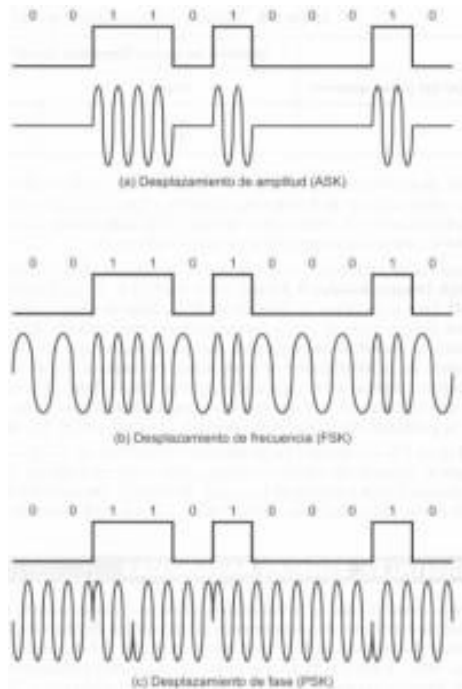 0 0 1 1 0 1 0 0 0 1 0
(a) Desplazamiento de amplitud (ASK)
0 0 1 1 0 1 0 0 0 1 0
(b) Desplazamiento de frecuencia (FSK)
0 0 1 1 0 1 0 0 0 1 0
(c) Desplazamiento de fase (PSK)